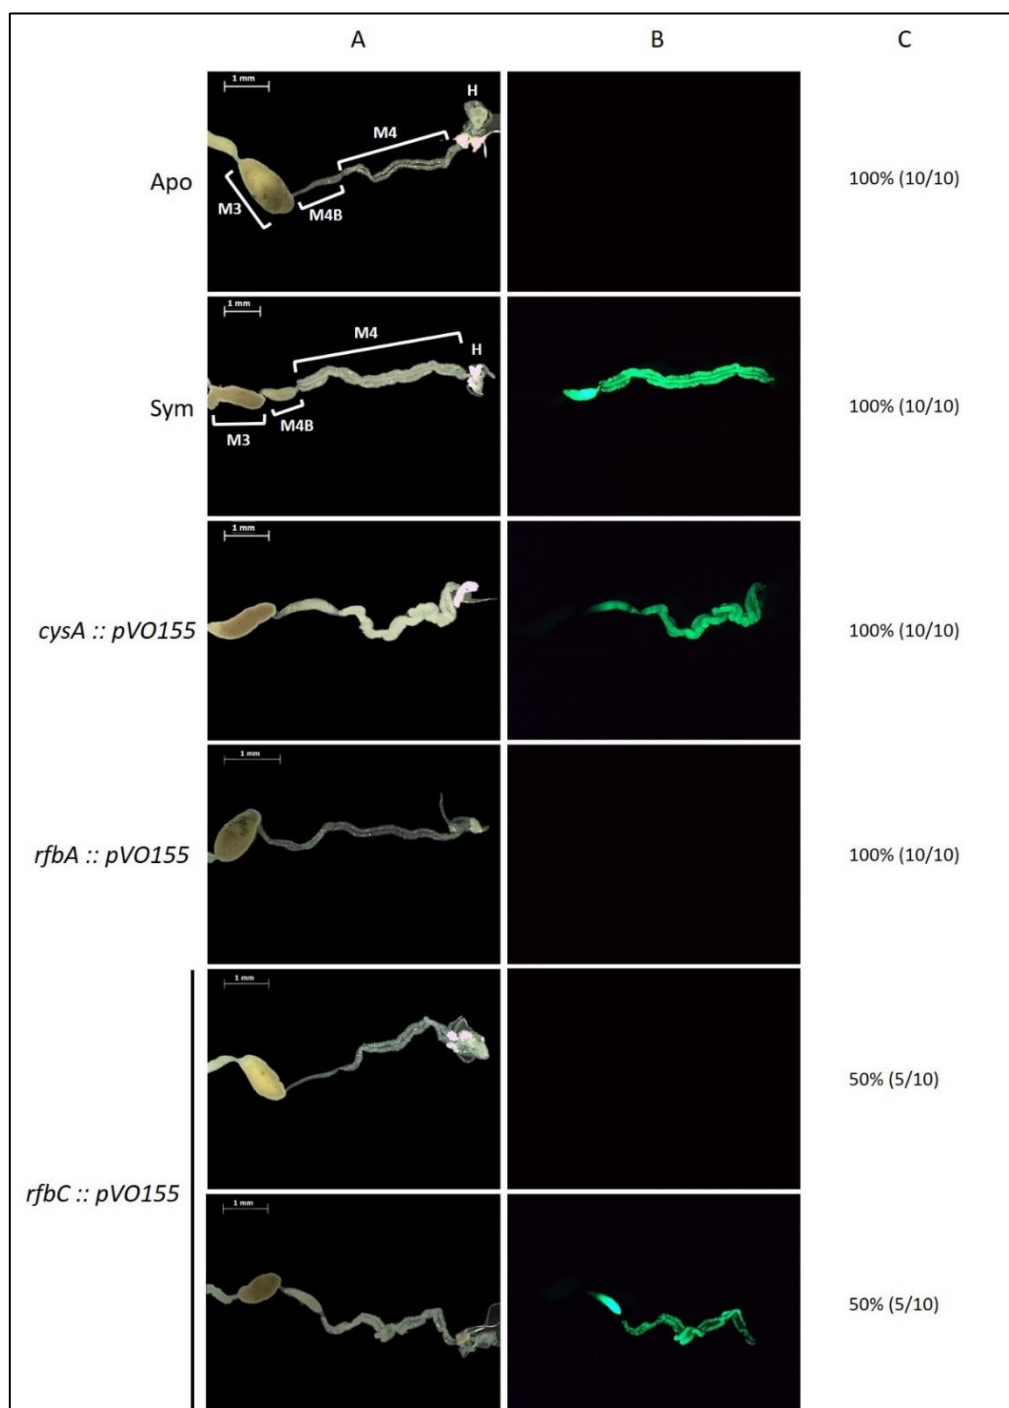 A B C
1 mm
H
M4
Apo
100% (10/10)
M3
M4B
1 mm
M4
H
Sym
100% (10/10)
M3
M4B
1 mm
cysA :: pVO155
100% (10/10)
1 mm
rfbA :: pVO155
100% (10/10)
1 mm
50% (5/10)
rfbC :: pVO155
1 mm
50% (5/10)